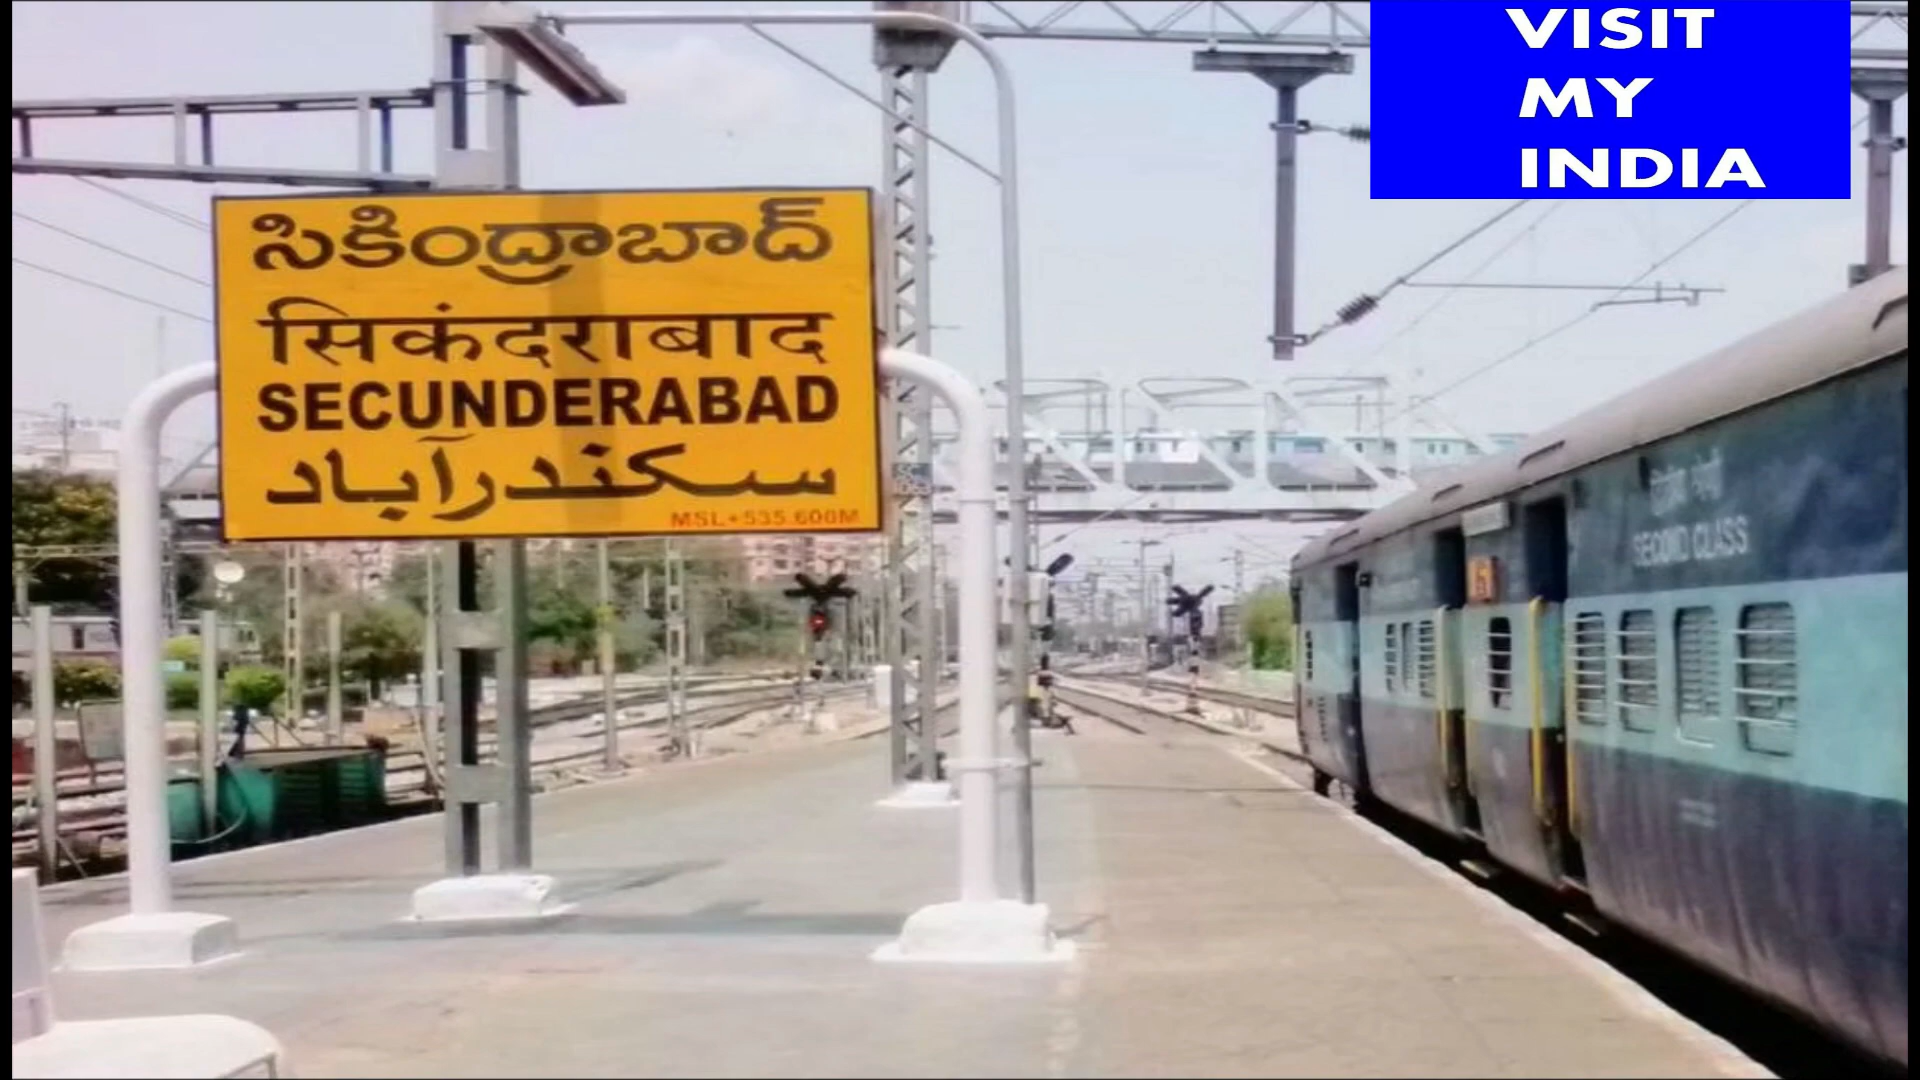 సికింద్రాబాద్
सिकंदराबाद
SECUNDERABAD
سکندرآباد
MSL+535.600M
VISIT
MY
INDIA
SECOND CLASS